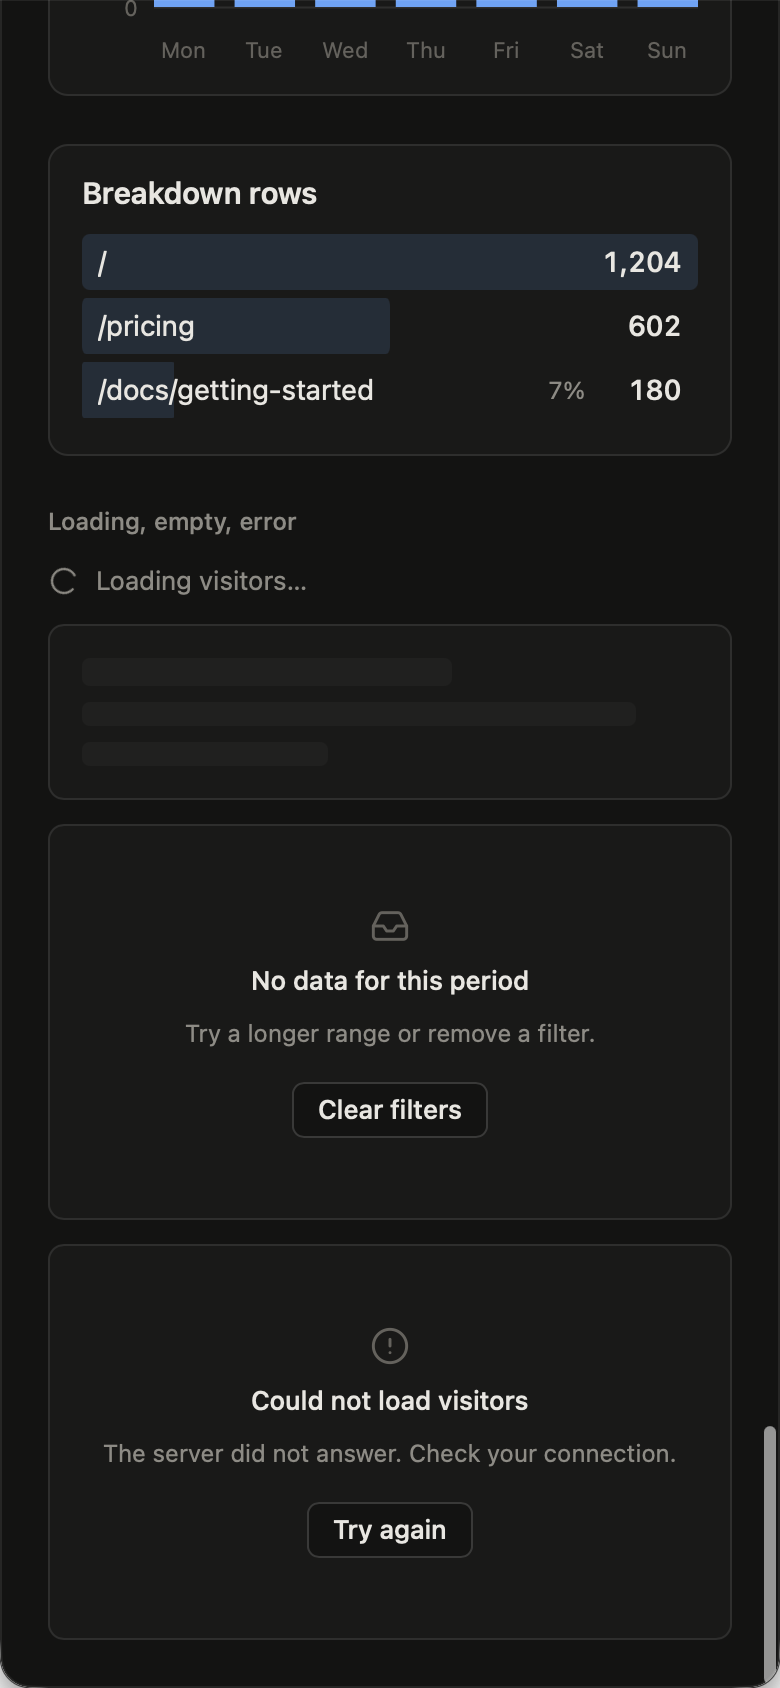 0
Mon Tue Wed Thu Fri Sat Sun
Breakdown rows
/ 1,204
/pricing 602
/docs/getting-started 7% 180
Loading, empty, error
Loading visitors...
No data for this period
Try a longer range or remove a filter.
Clear filters
Could not load visitors
The server did not answer. Check your connection.
Try again